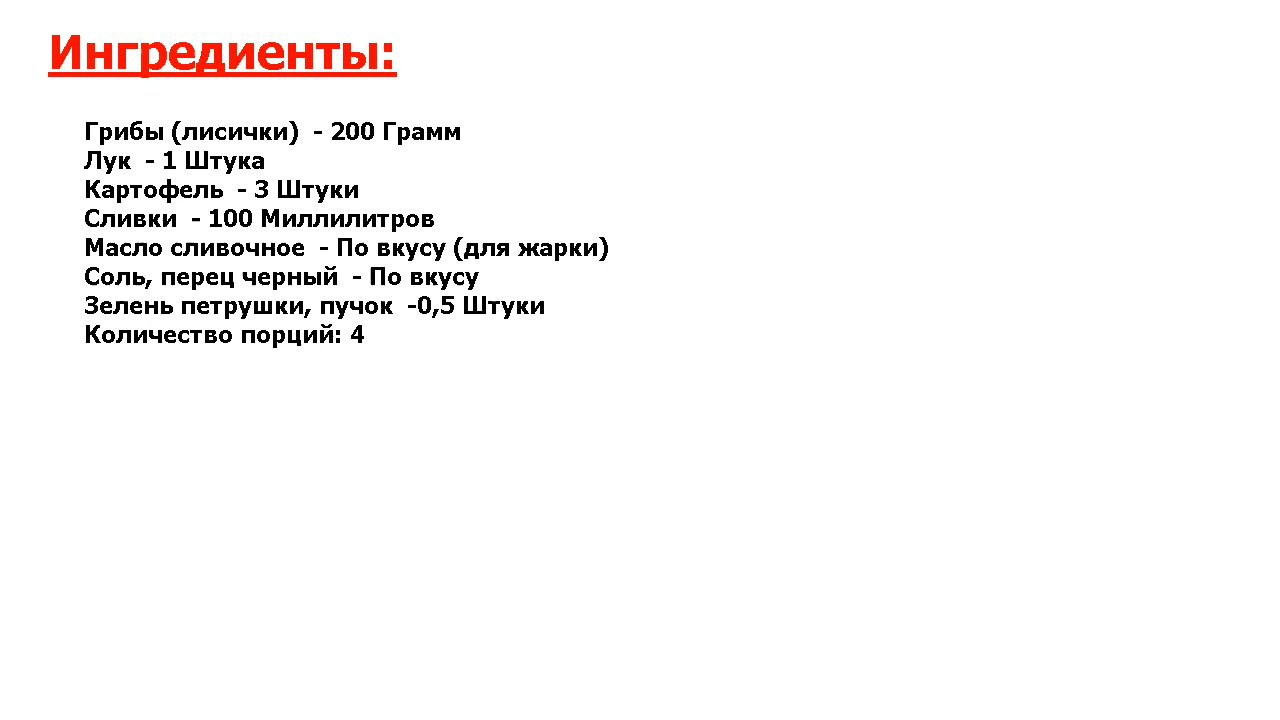 Ингредиенты:
Грибы (лисички)  - 200 Грамм
Лук  - 1 Штука
Картофель  - 3 Штуки
Сливки  - 100 Миллилитров
Масло сливочное  - По вкусу (для жарки)
Соль, перец черный  - По вкусу
Зелень петрушки, пучок  -0,5 Штуки
Количество порций: 4